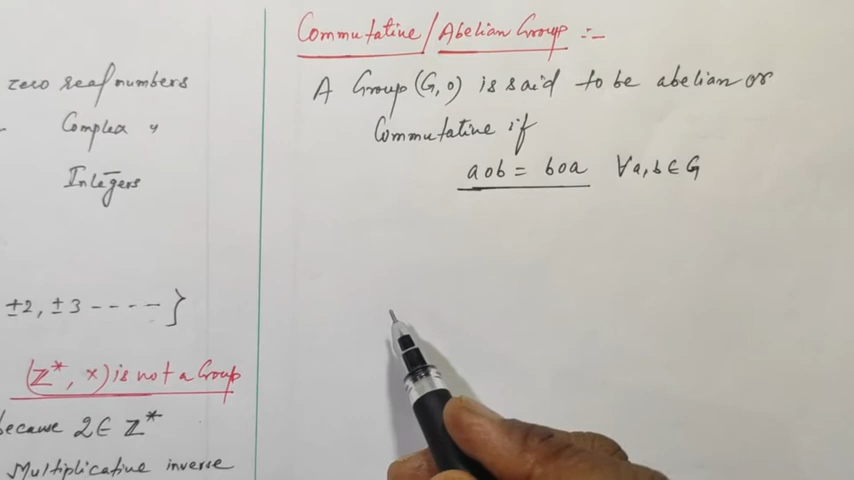 zero real numbers
Complex "
Integers
±2, ±3 ----- }
(ℤ*, ×) is not a Group
because 2 ∈ ℤ*
Multiplicative inverse
Commutative / Abelian Group :-
A Group (G, o) is said to be abelian or
Commutative if
aob = boa ∀a, b ∈ G